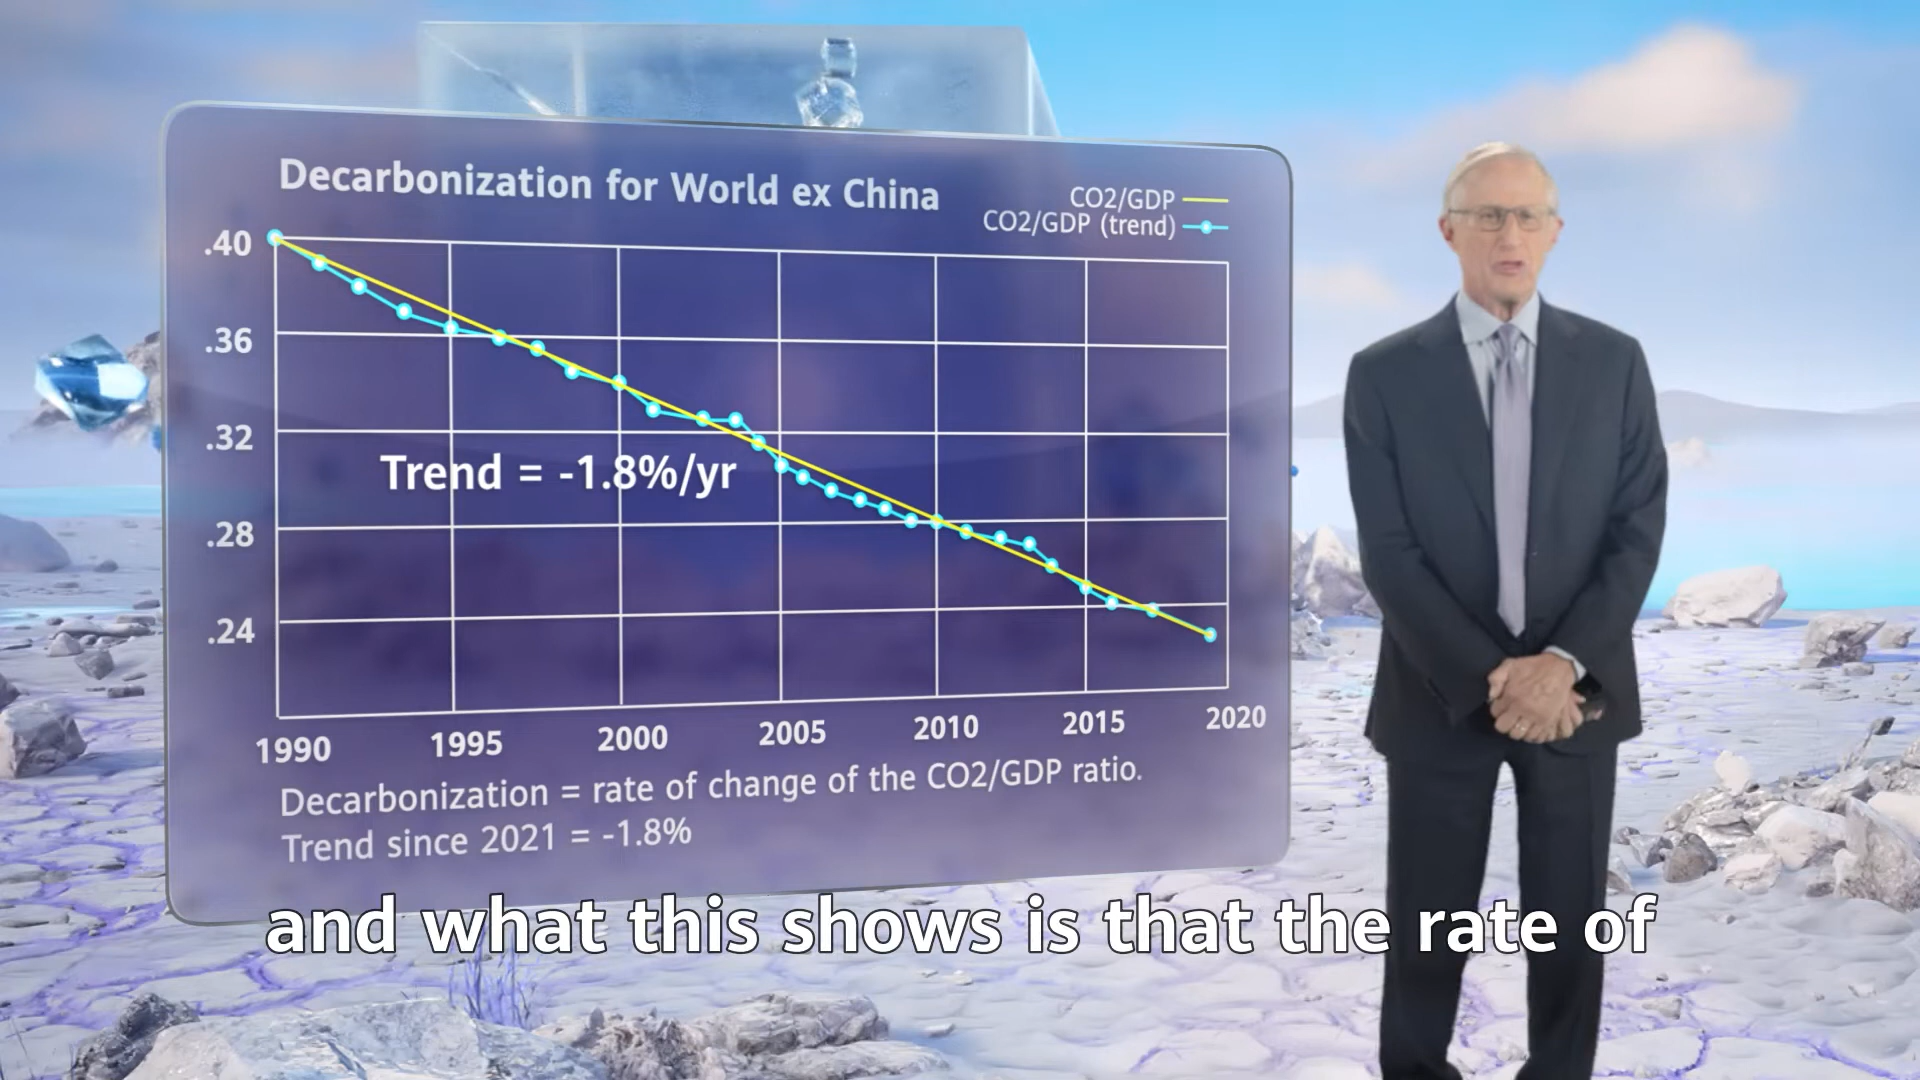 Decarbonization for World ex China
CO2/GDP
CO2/GDP (trend)
.40
.36
.32
.28
.24
Trend = -1.8%/yr
1990 1995 2000 2005 2010 2015 2020
Decarbonization = rate of change of the CO2/GDP ratio.
Trend since 2021 = -1.8%
and what this shows is that the rate of